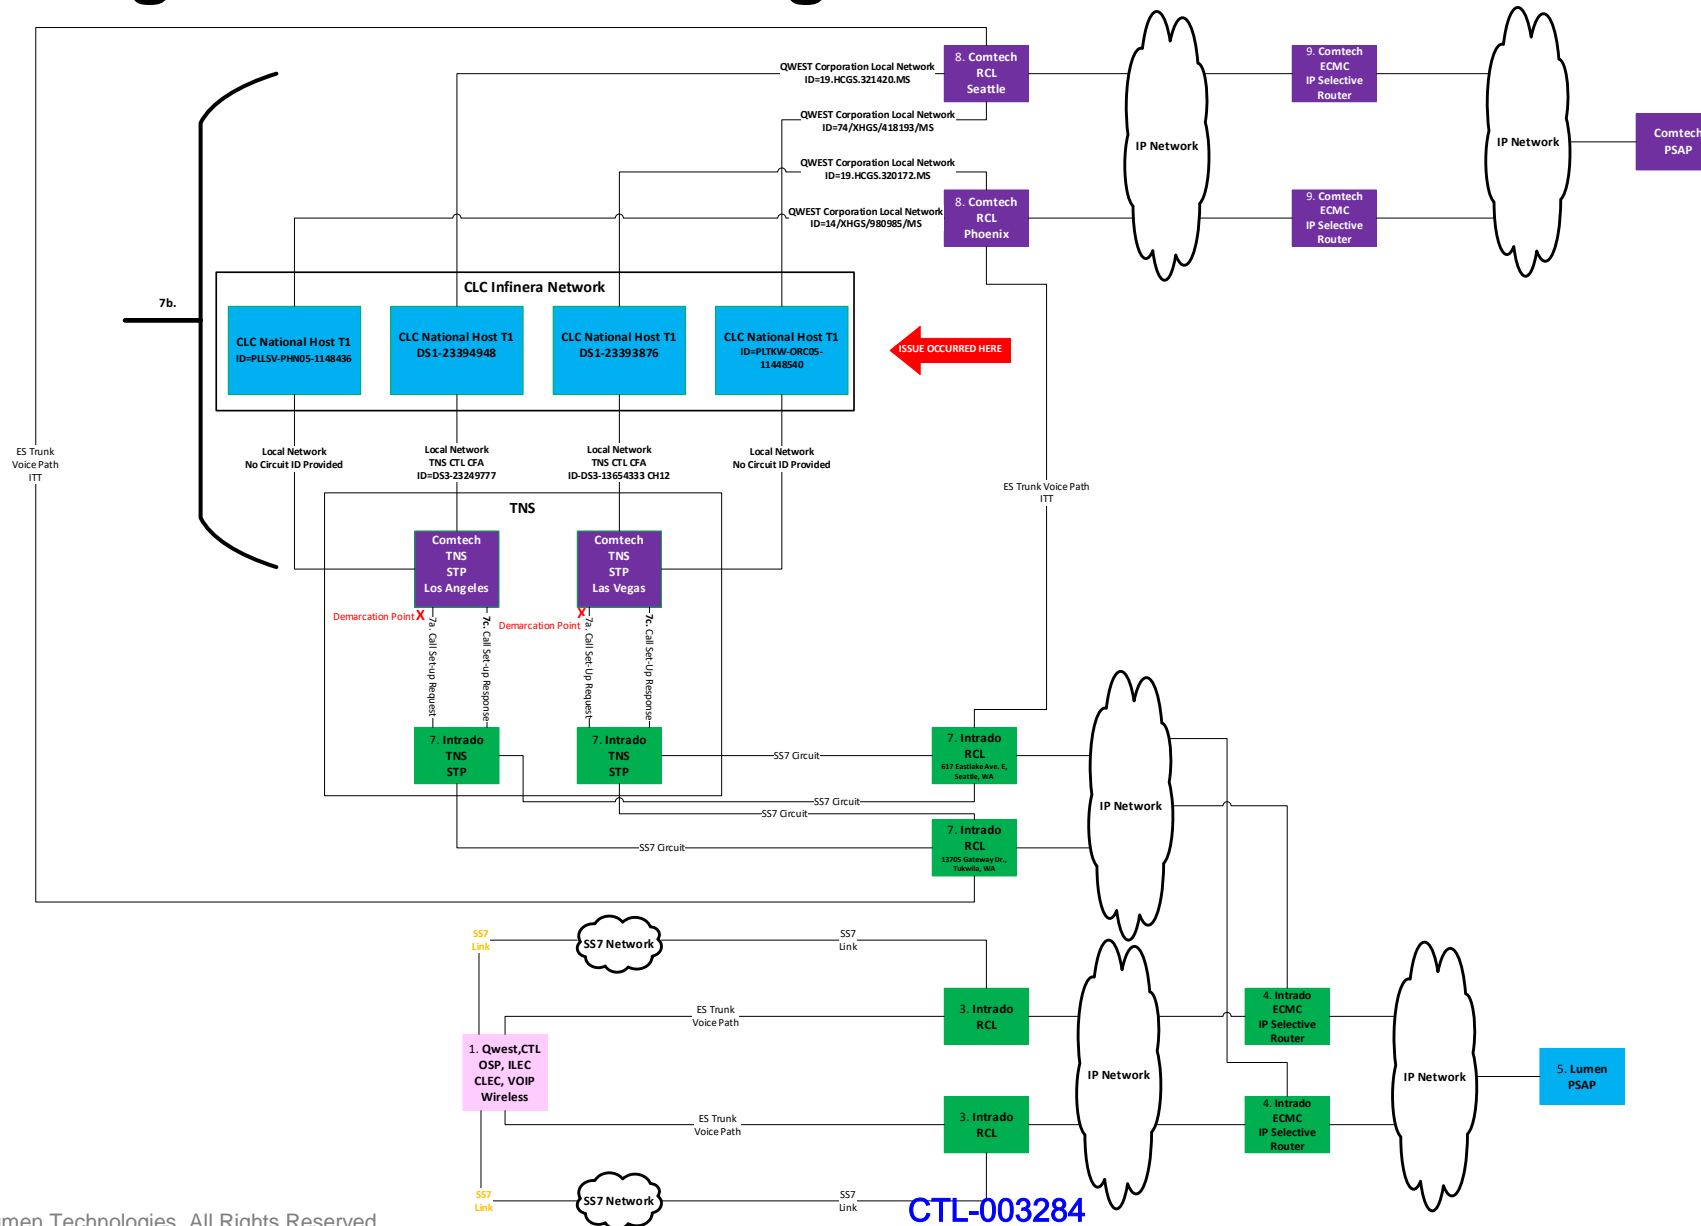 QWEST Corporation Local Network
ID=19.HCGS.321420.MS
8. Comtech
RCL
Seattle
9. Comtech
ECMC
IP Selective
Router
QWEST Corporation Local Network
ID=74/XHGS/418193/MS
IP Network
IP Network
Comtech
PSAP
QWEST Corporation Local Network
ID=19.HCGS.320172.MS
QWEST Corporation Local Network
ID=14/XHGS/980985/MS
8. Comtech
RCL
Phoenix
9. Comtech
ECMC
IP Selective
Router
7b.
CLC Infinera Network
CLC National Host T1
ID=PLLSV-PHN05-1148436
CLC National Host T1
DS1-23394948
CLC National Host T1
DS1-23393876
CLC National Host T1
ID=PLTKW-ORC05-
11448540
ISSUE OCCURRED HERE
ES Trunk
Voice Path
ITT
Local Network
No Circuit ID Provided
Local Network
TNS CTL CFA
ID=DS3-23249777
Local Network
TNS CTL CFA
ID-DS3-13654333 CH12
Local Network
No Circuit ID Provided
ES Trunk Voice Path
ITT
TNS
Comtech
TNS
STP
Los Angeles
Comtech
TNS
STP
Las Vegas
Demarcation Point X
X
Demarcation Point
7a. Call Set-up Request
7c. Call Set-up Response
7a. Call Set-Up Request
7c. Call Set-Up Response
7. Intrado
TNS
STP
7. Intrado
TNS
STP
SS7 Circuit
7. Intrado
RCL
617 Eastlake Ave. E,
Seattle, WA
SS7 Circuit
SS7 Circuit
IP Network
SS7 Circuit
7. Intrado
RCL
13705 Gateway Dr.,
Tukwila, WA
SS7
Link
SS7 Network
SS7
Link
ES Trunk
Voice Path
3. Intrado
RCL
4. Intrado
ECMC
IP Selective
Router
1. Qwest,CTL
OSP, ILEC
CLEC, VOIP
Wireless
IP Network
IP Network
5. Lumen
PSAP
ES Trunk
Voice Path
3. Intrado
RCL
4. Intrado
ECMC
IP Selective
Router
SS7
Link
SS7 Network
SS7
Link
CTL-003284
Technologies. All Rights Reserved